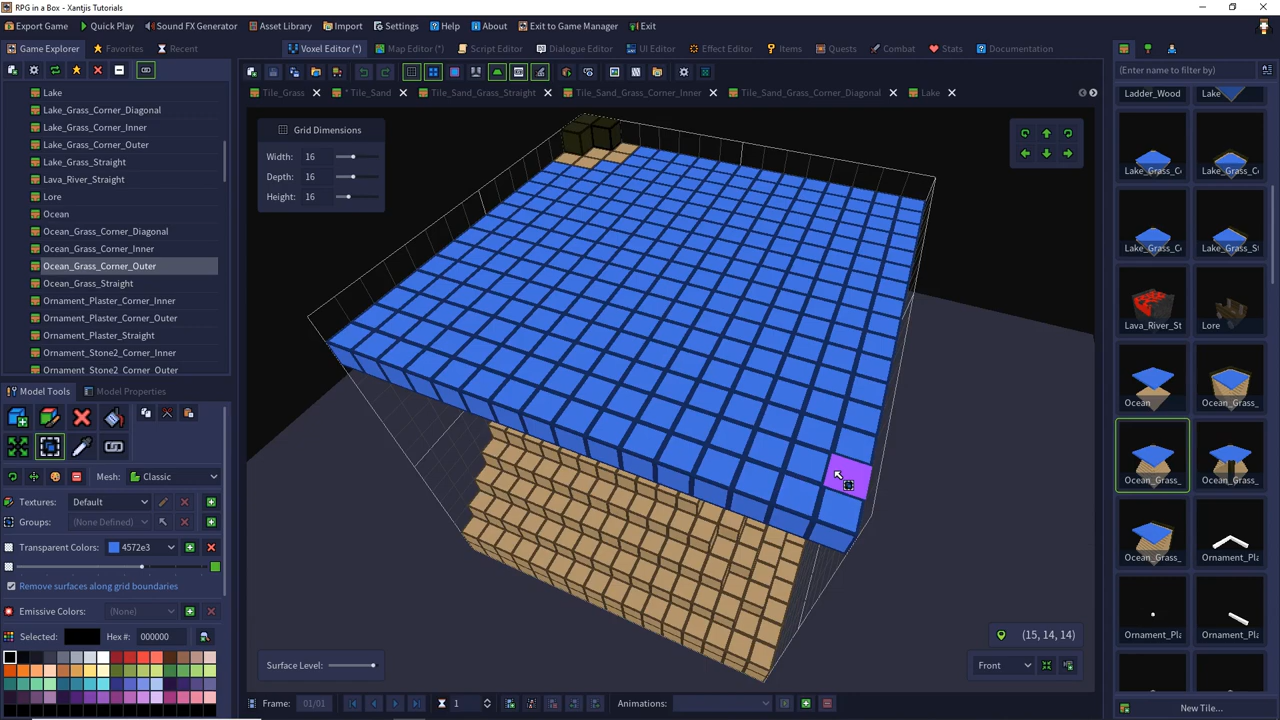 RPG in a Box - Xantjis Tutorials
Export Game Quick Play Sound FX Generator Asset Library Import Settings Help About Exit to Game Manager Exit
Game Explorer Favorites Recent Voxel Editor (*) Map Editor (*) Script Editor Dialogue Editor UI Editor Effect Editor Items Quests Combat Stats Documentation
(Enter name to filter by)
Tile_Grass * Tile_Sand Tile_Sand_Grass_Straight Tile_Sand_Grass_Corner_Inner Tile_Sand_Grass_Corner_Diagonal Lake
Lake
Lake_Grass_Corner_Diagonal
Lake_Grass_Corner_Inner
Lake_Grass_Corner_Outer
Lake_Grass_Straight
Lava_River_Straight
Lore
Ocean
Ocean_Grass_Corner_Diagonal
Ocean_Grass_Corner_Inner
Ocean_Grass_Corner_Outer
Ocean_Grass_Straight
Ornament_Plaster_Corner_Inner
Ornament_Plaster_Corner_Outer
Ornament_Plaster_Straight
Ornament_Stone2_Corner_Inner
Ornament_Stone2_Corner_Outer
Model Tools Model Properties
Mesh: Classic
Textures: Default
Groups: (None Defined)
Transparent Colors: 4572e3
Remove surfaces along grid boundaries
Emissive Colors: (None)
Selected: Hex #: 000000
Grid Dimensions
Width: 16
Depth: 16
Height: 16
(15, 14, 14)
Surface Level:
Front
Frame: 01/01 1 Animations:
Ladder_Wood Lake
Lake_Grass_Co Lake_Grass_Co
Lake_Grass_Co Lake_Grass_St
Lava_River_St Lore
Ocean Ocean_Grass_
Ocean_Grass_ Ocean_Grass_
Ocean_Grass_ Ornament_Pla
Ornament_Pla Ornament_Pla
New Tile...